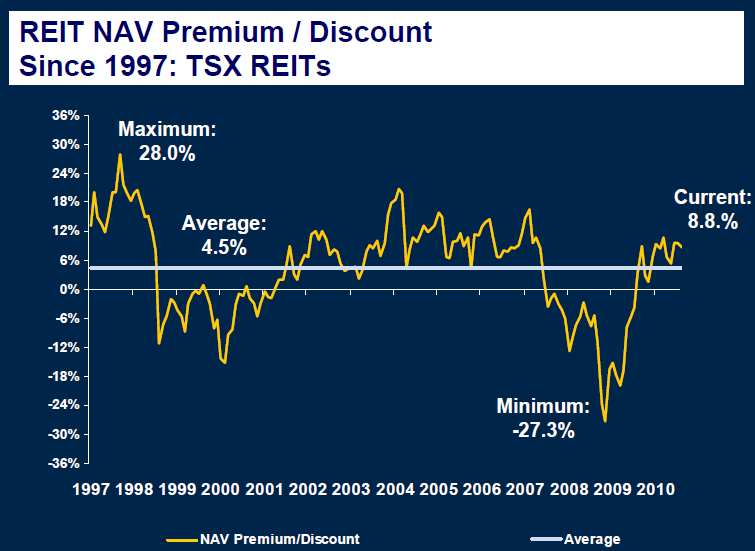 REIT NAV Premium / Discount
Since 1997: TSX REITs
36%
30%
24%
18%
12%
6%
0%
-6%
-12%
-18%
-24%
-30%
-36%
Maximum:
28.0%
Average:
4.5%
Current:
8.8.%
Minimum:
-27.3%
1997 1998 1999 2000 2001 2002 2003 2004 2005 2006 2007 2008 2009 2010
NAV Premium/Discount
Average